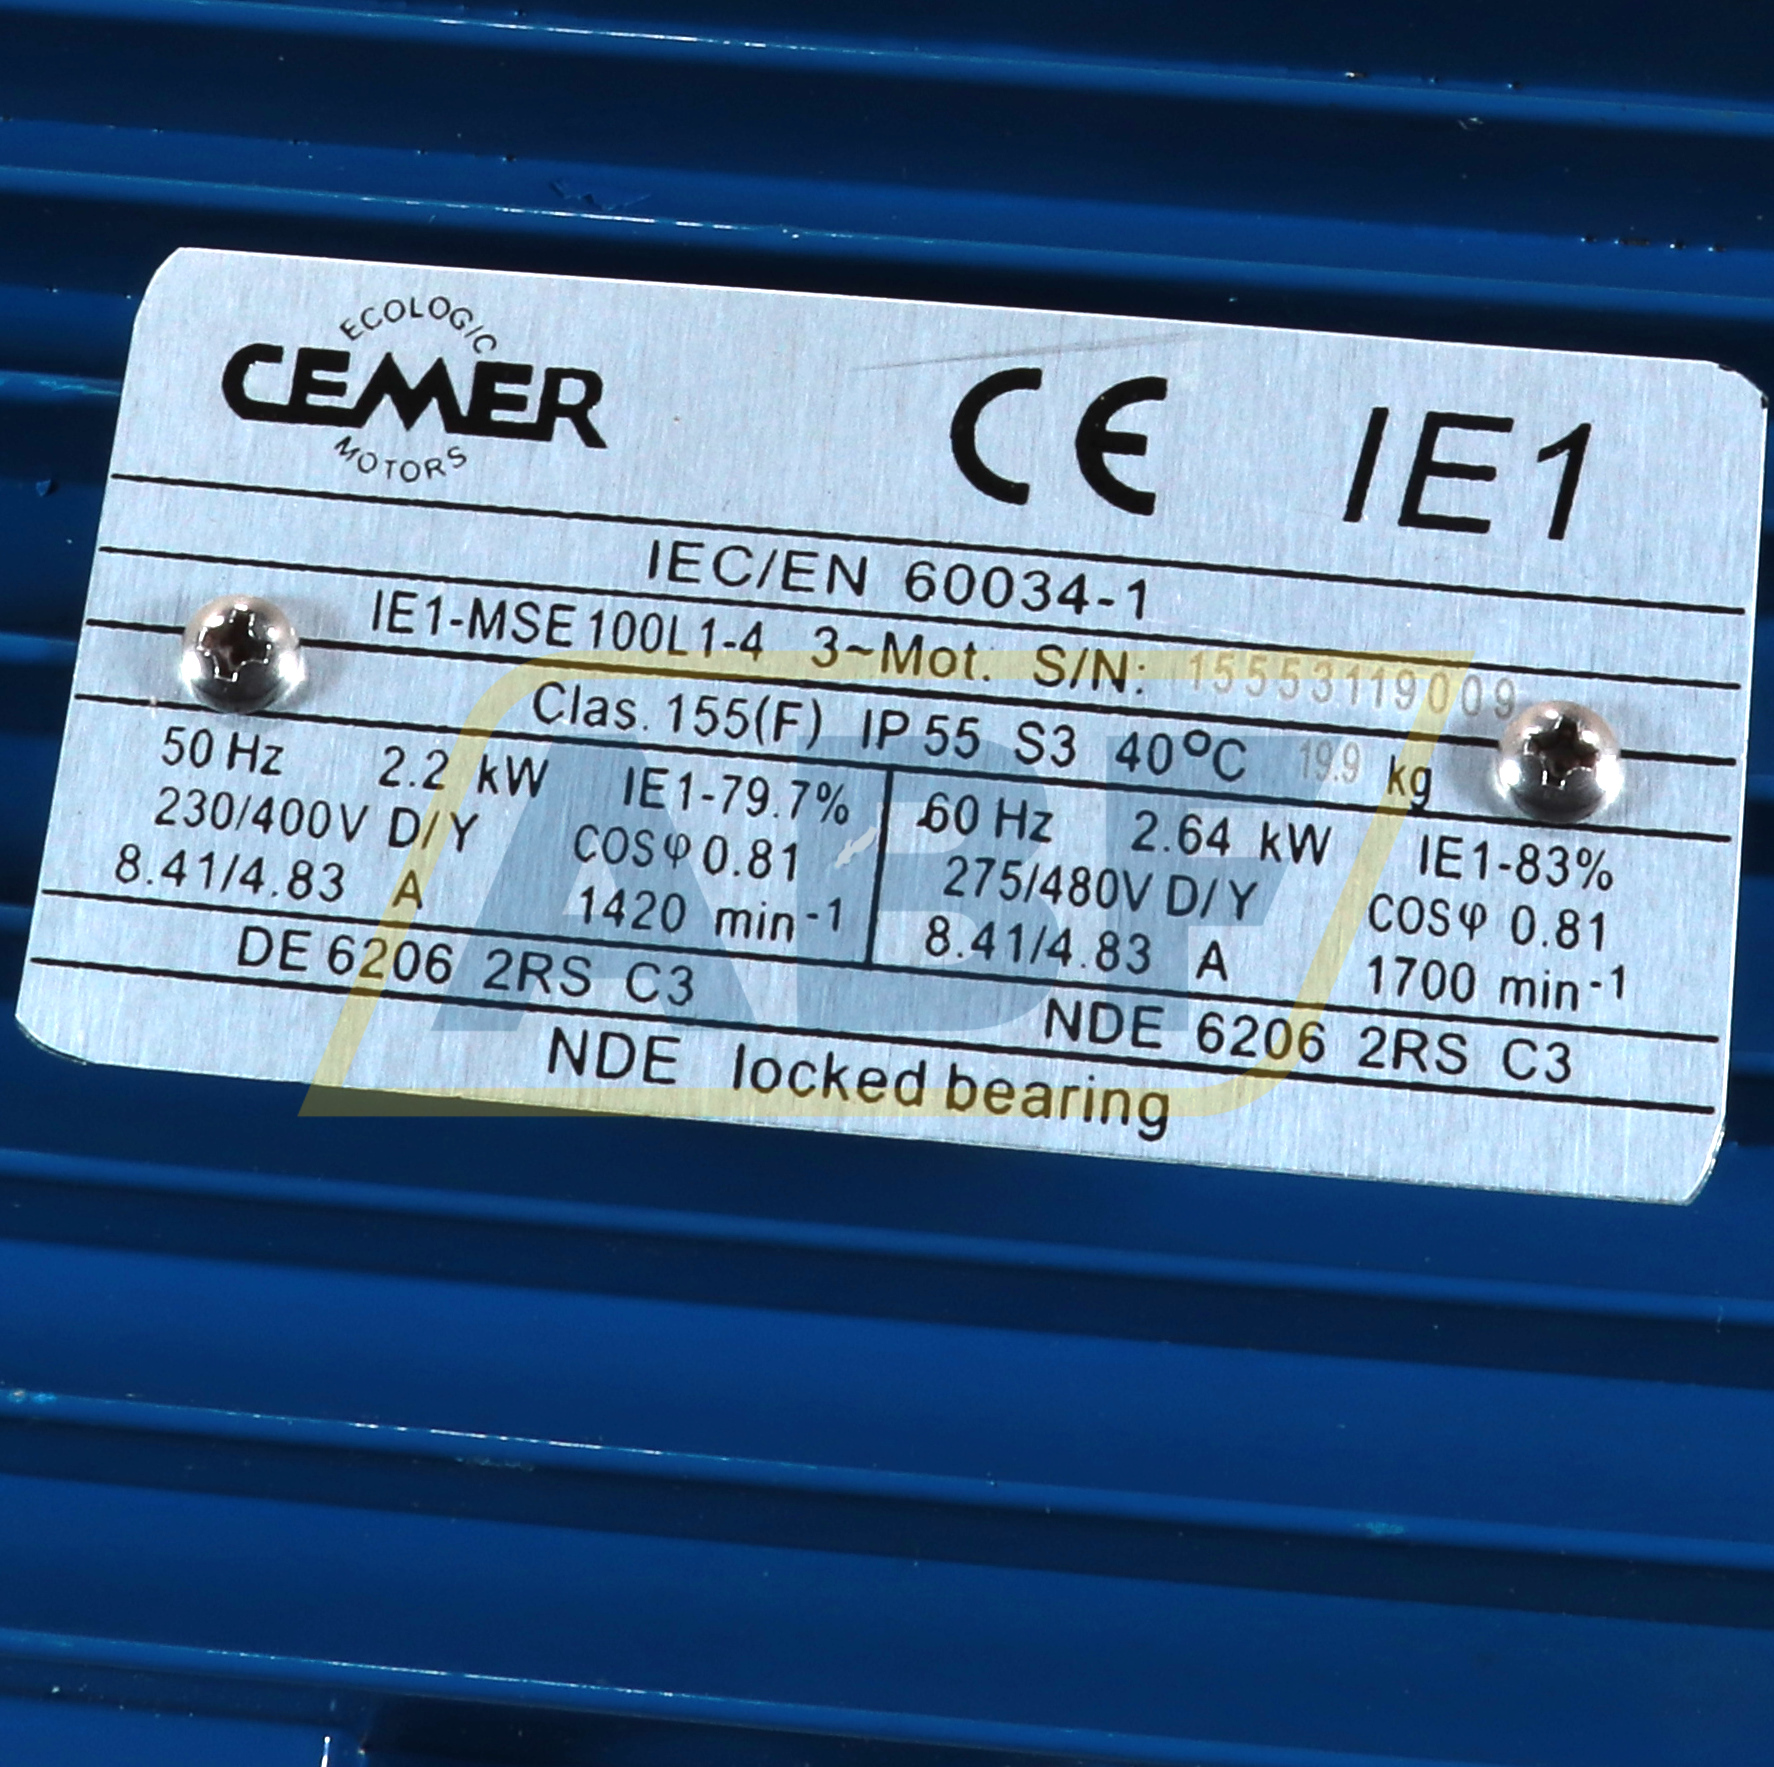 ECOLOGIC
CEMER
MOTORS
CE IE1
IEC/EN 60034-1
IE1-MSE 100L1-4 3~Mot. S/N: 15553119009
Clas. 155(F) IP 55 S3 40°C 19.9 kg
50 Hz 2.2 kW IE1-79.7%
230/400V D/Y COSφ 0.81
8.41/4.83 A 1420 min-1
60 Hz 2.64 kW IE1-83%
275/480V D/Y COSφ 0.81
8.41/4.83 A 1700 min-1
DE 6206 2RS C3 NDE 6206 2RS C3
NDE locked bearing
ABF